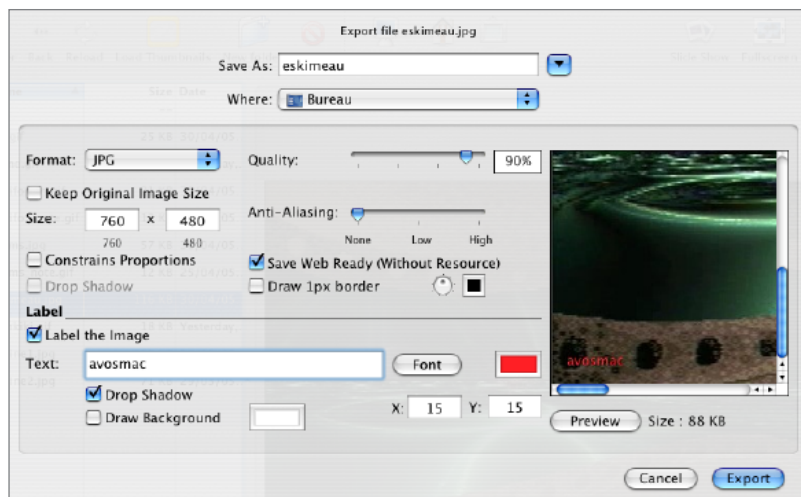 Export file eskimeau.jpg
Save As: eskimeau
Where: Bureau
Format: JPG
Quality: 90%
Keep Original Image Size
Size: 760 x 480
760 480
Anti-Aliasing:
None Low High
Constrains Proportions
Save Web Ready (Without Resource)
Drop Shadow
Draw 1px border
Label
Label the Image
Text: avosmac
Font
avosmac
Drop Shadow
Draw Background
X: 15 Y: 15
Preview Size : 88 KB
Cancel Export